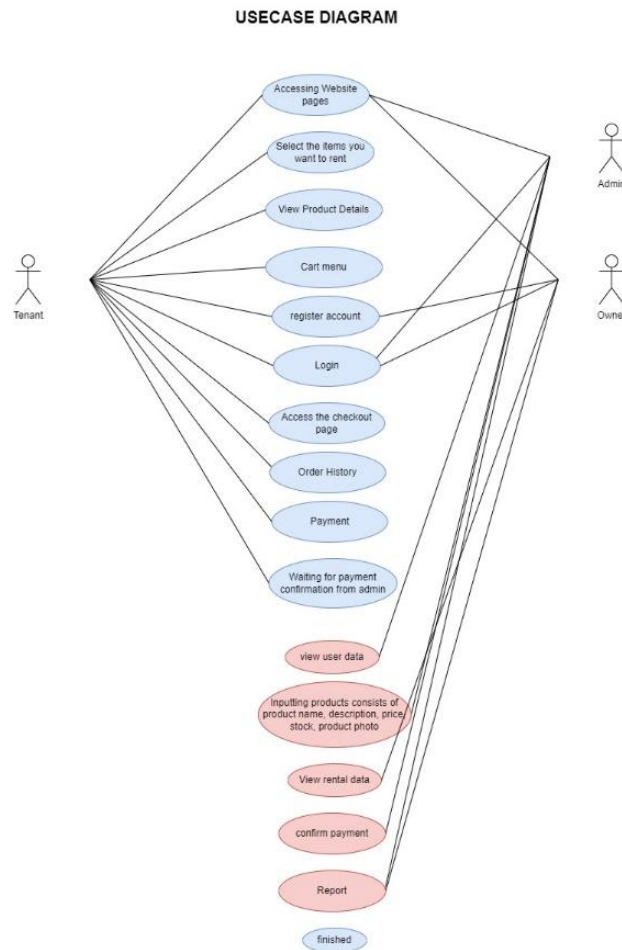 USECASE DIAGRAM
Accessing Website
pages
Select the items you
want to rent
View Product Details
Cart menu
register account
Login
Access the checkout
page
Order History
Payment
Waiting for payment
confirmation from admin
view user data
Inputting products consists of
product name, description, price,
stock, product photo
View rental data
confirm payment
Report
finished
Tenant
Admin
Owne